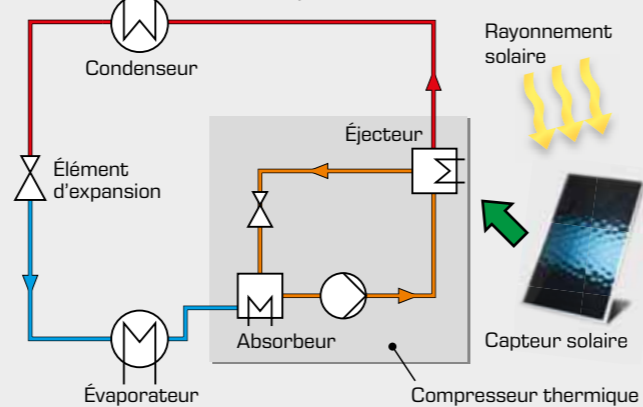 Condenseur
Rayonnement
solaire
Éjecteur
Élément
d'expansion
Absorbeur
Capteur solaire
Évaporateur
Compresseur thermique